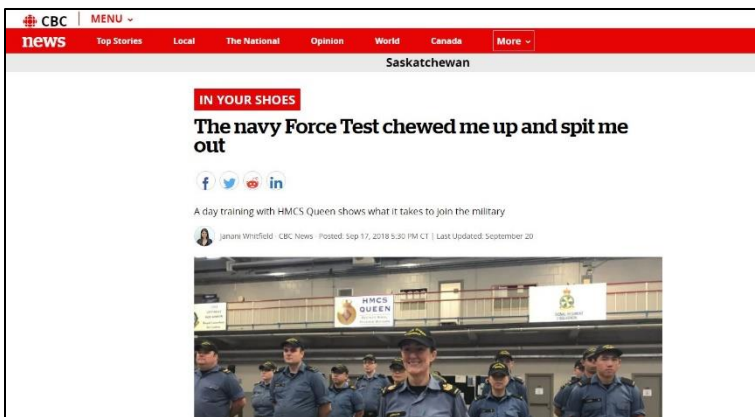 CBC MENU
news Top Stories Local The National Opinion World Canada More
Saskatchewan
IN YOUR SHOES
The navy Force Test chewed me up and spit me
out
A day training with HMCS Queen shows what it takes to join the military
Janani Whitfield · CBC News · Posted: Sep 17, 2018 5:30 PM CT | Last Updated: September 20
HMCS
QUEEN